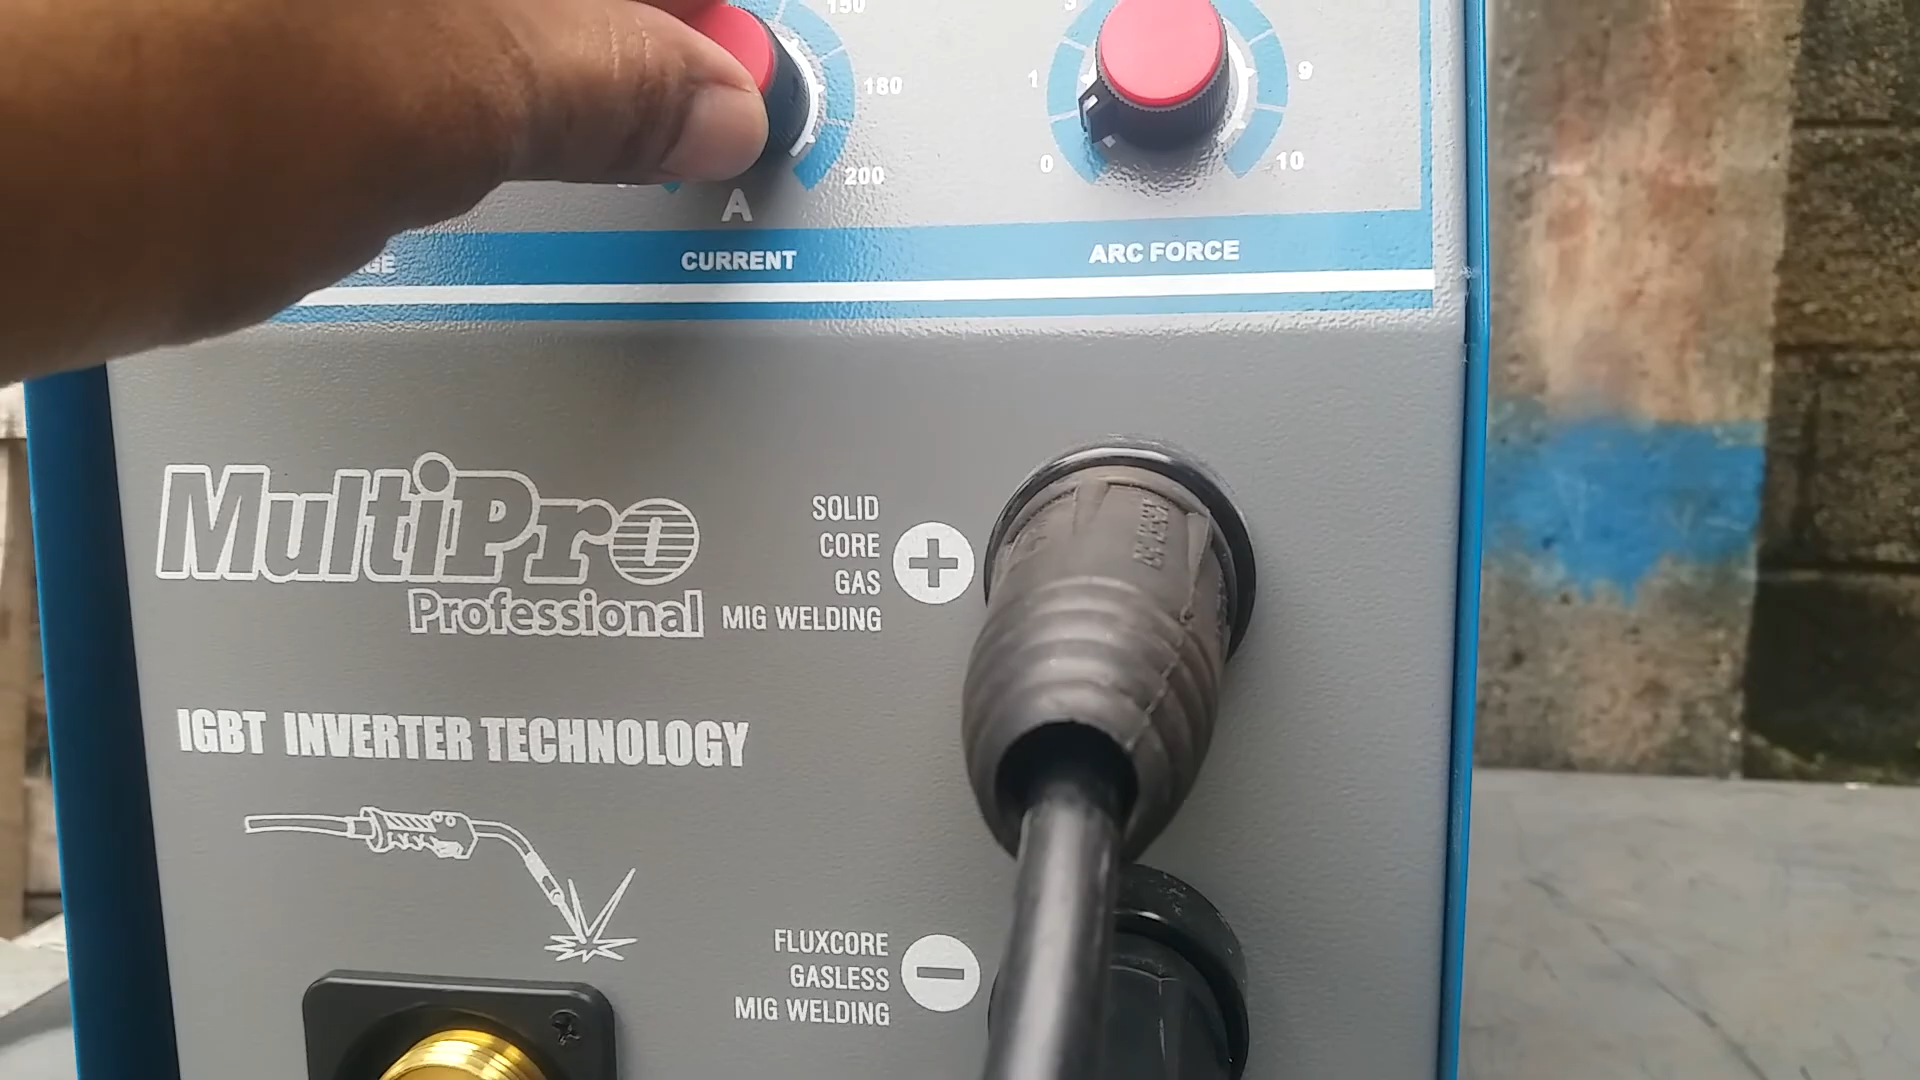 150
3
180
1
9
200
0
10
A
CURRENT
ARC FORCE
MultiPro
Professional
SOLID
CORE
GAS
MIG WELDING
+
IGBT INVERTER TECHNOLOGY
FLUXCORE
GASLESS
MIG WELDING
-